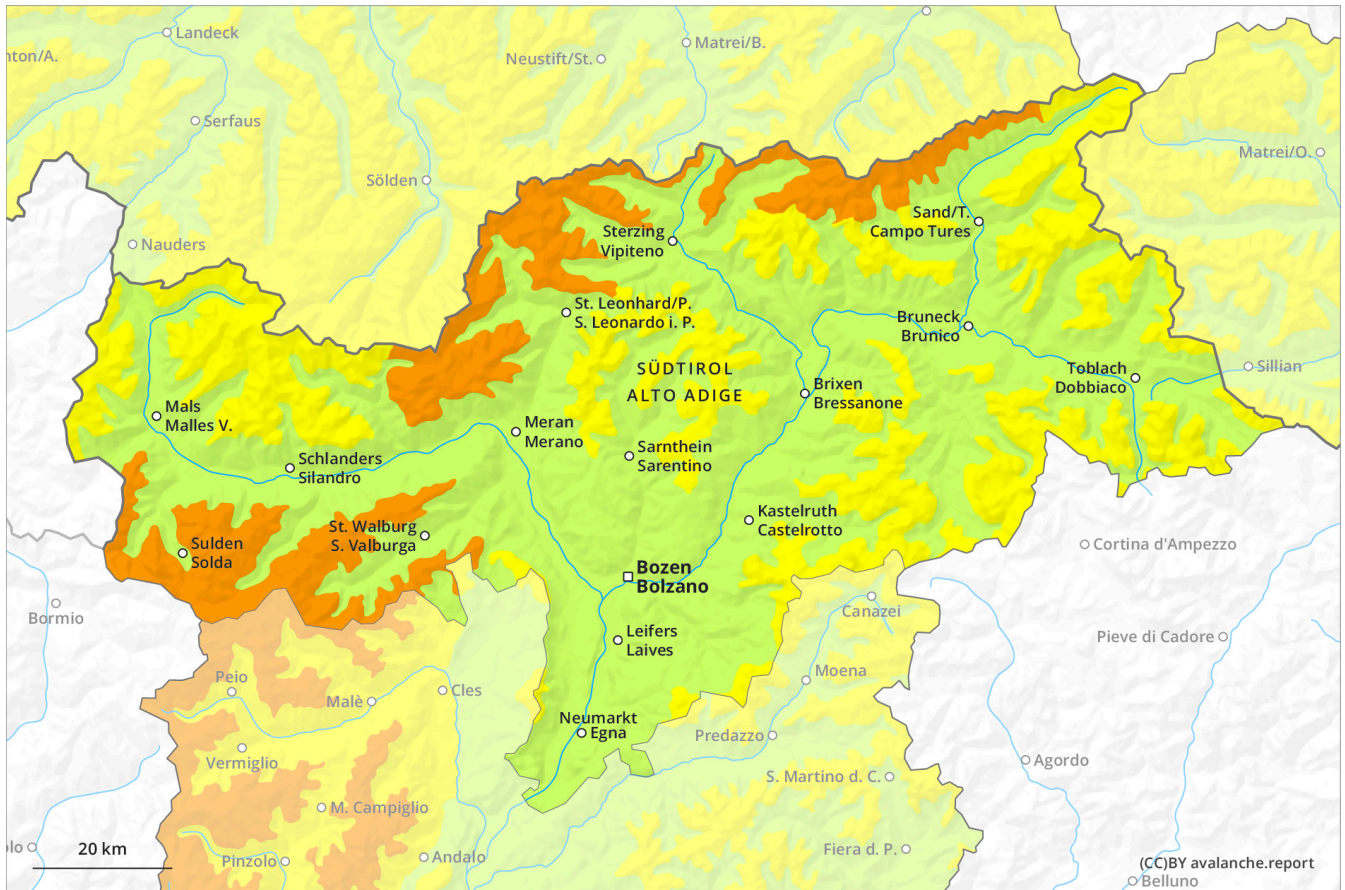 Landeck
Matrei/B.
nton/A.
Neustift/St.
Serfaus
Matrei/O.
Sölden
Sand/T.
Campo Tures
Sterzing
Vipiteno
Nauders
St. Leonhard/P.
S. Leonardo i. P.
Bruneck
Brunico
SÜDTIROL
ALTO ADIGE
Toblach
Dobbiaco
Sillian
Brixen
Bressanone
Mals
Malles V.
Meran
Merano
Sarnthein
Sarentino
Schlanders
Silandro
Kastelruth
Castelrotto
St. Walburg
S. Valburga
Sulden
Solda
Cortina d'Ampezzo
Bozen
Bolzano
Bormio
Canazei
Leifers
Laives
Pieve di Cadore
Peio
Moena
Malè
Cles
Neumarkt
Egna
Predazzo
Vermiglio
Agordo
S. Martino d. C.
M. Campiglio
lo
20 km
Pinzolo
Andalo
Fiera d. P.
(CC)BY avalanche.report
Belluno